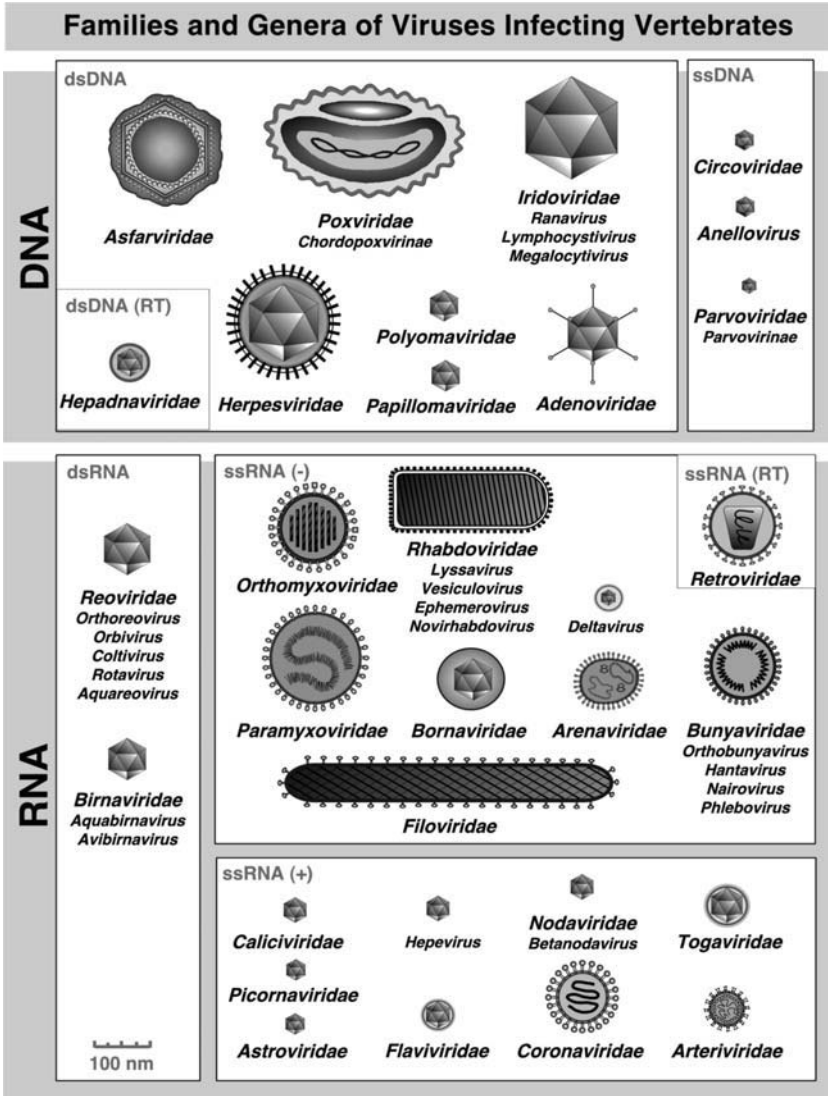 Families and Genera of Viruses Infecting Vertebrates
DNA
dsDNA
Asfarviridae
Poxviridae
Chordopoxvirinae
Iridoviridae
Ranavirus
Lymphocystivirus
Megalocytivirus
dsDNA (RT)
Hepadnaviridae
Herpesviridae
Polyomaviridae
Papillomaviridae
Adenoviridae
ssDNA
Circoviridae
Anellovirus
Parvoviridae
Parvovirinae
RNA
dsRNA
Reoviridae
Orthoreovirus
Orbivirus
Coltivirus
Rotavirus
Aquareovirus
Birnaviridae
Aquabirnavirus
Avibirnavirus
100 nm
ssRNA (-)
Orthomyxoviridae
Rhabdoviridae
Lyssavirus
Vesiculovirus
Ephemerovirus
Novirhabdovirus
Deltavirus
ssRNA (RT)
Retroviridae
Paramyxoviridae
Bornaviridae
8
8
Arenaviridae
Bunyaviridae
Orthobunyavirus
Hantavirus
Nairovirus
Phlebovirus
Filoviridae
ssRNA (+)
Caliciviridae
Hepevirus
Nodaviridae
Betanodavirus
Togaviridae
Picornaviridae
Astroviridae
Flaviviridae
Coronaviridae
Arteriviridae